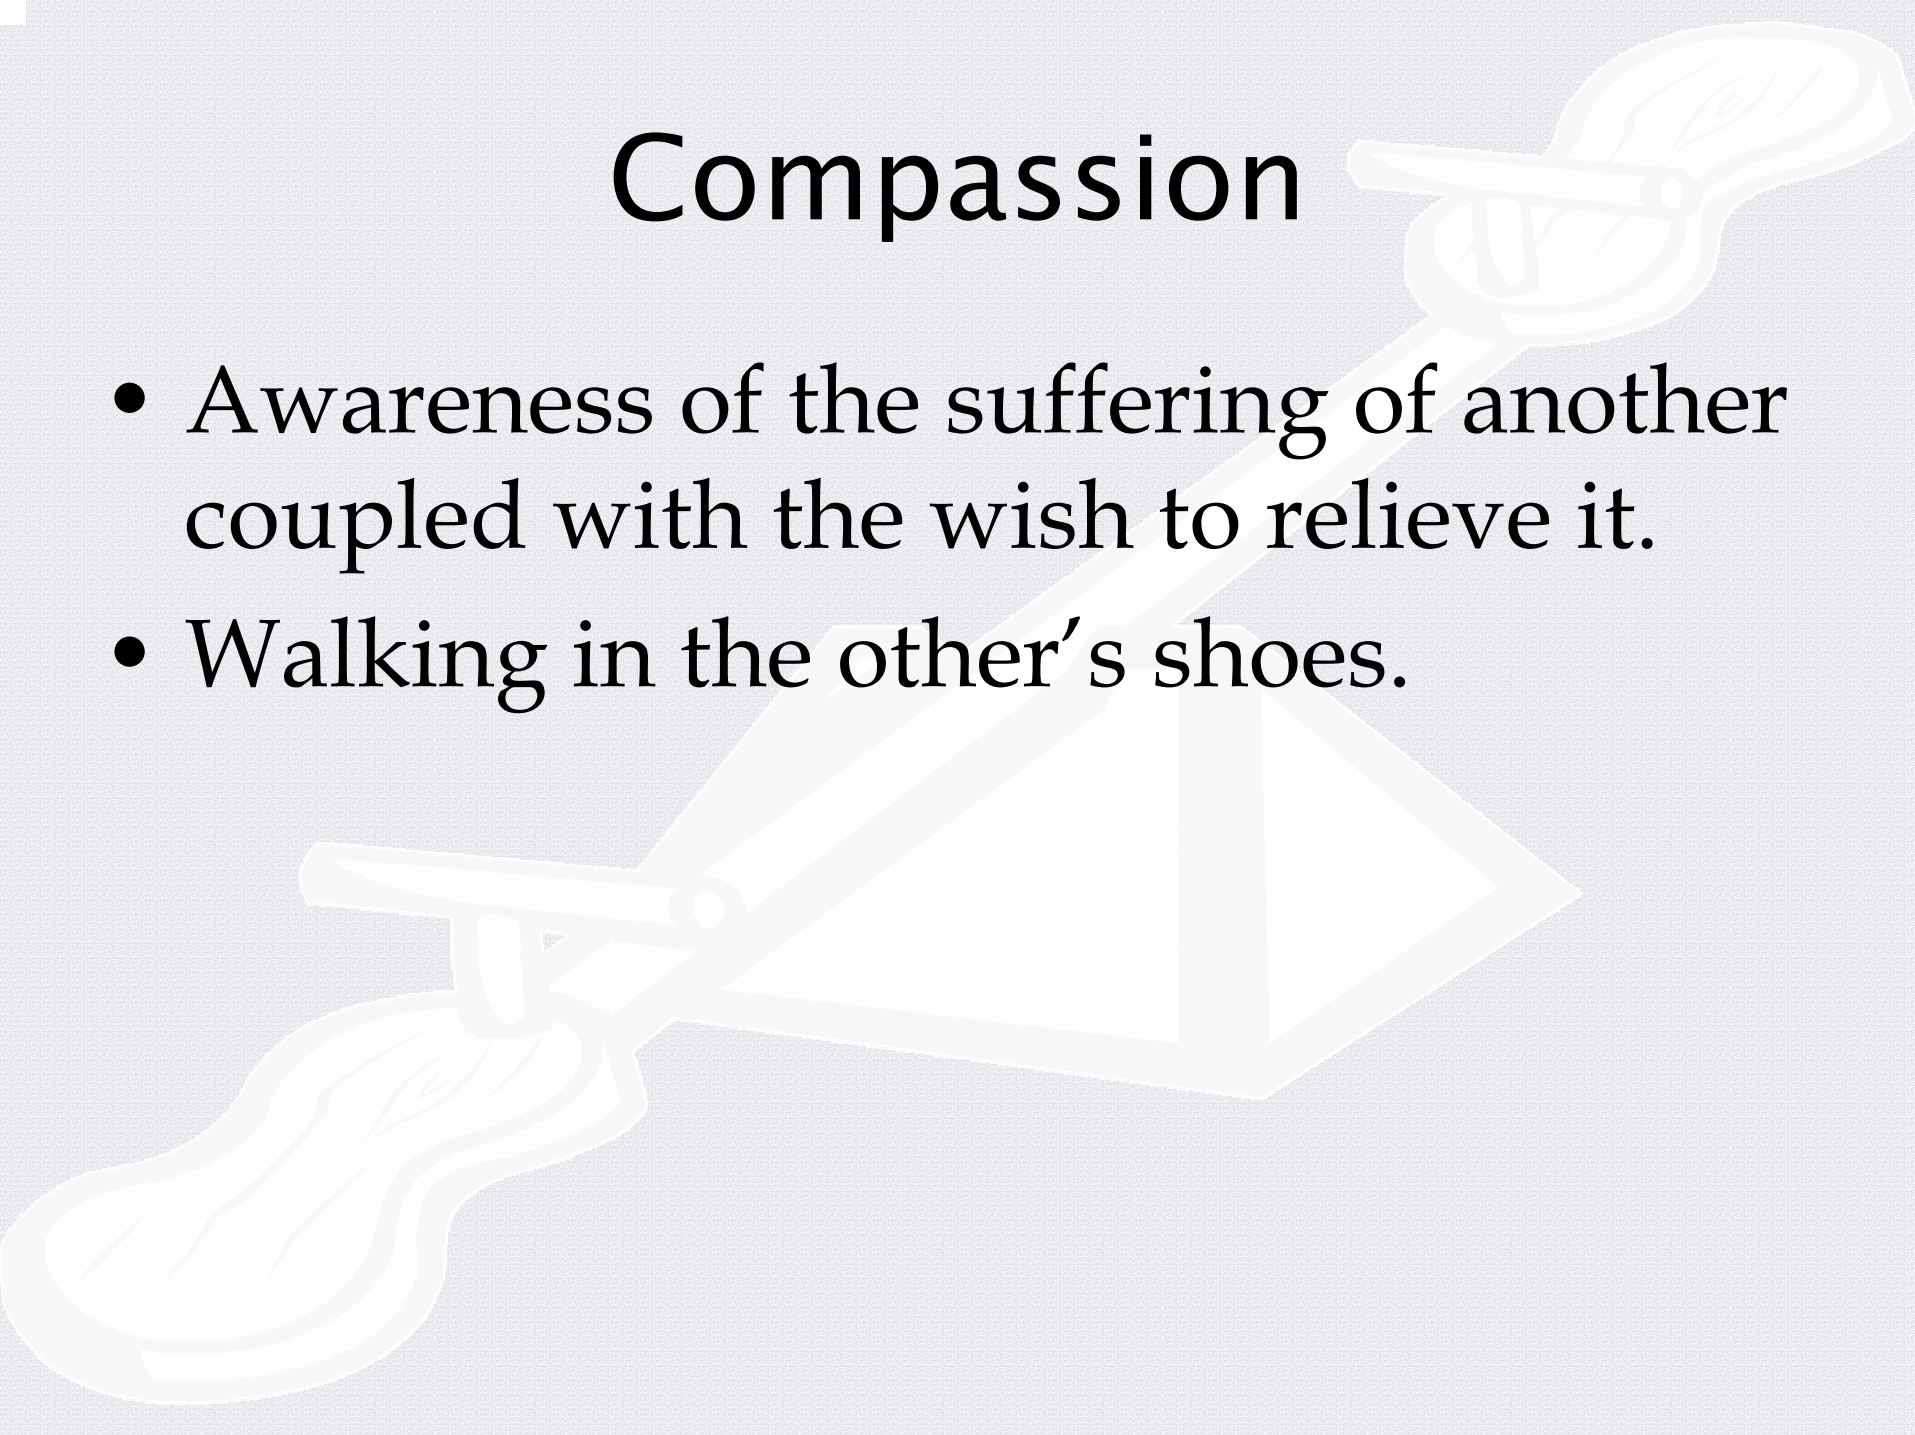 Compassion
• Awareness of the suffering of another
coupled with the wish to relieve it.
• Walking in the other’s shoes.